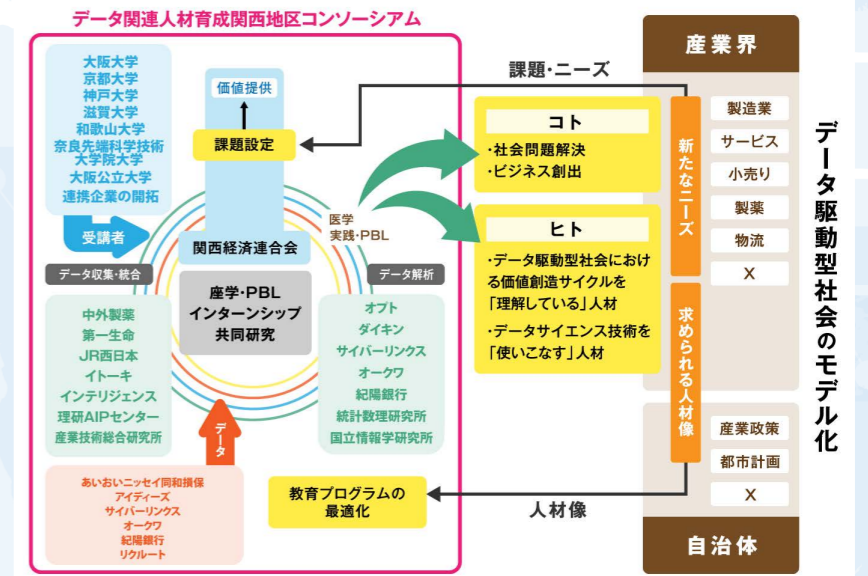 データ関連人材育成関西地区コンソーシアム
大阪大学
京都大学
神戸大学
滋賀大学
和歌山大学
奈良先端科学技術
大学院大学
大阪公立大学
連携企業の開拓
受講者
価値提供
課題設定
関西経済連合会
座学・PBL
インターンシップ
共同研究
医学
実践・PBL
データ収集・統合
中外製薬
第一生命
JR西日本
イトーキ
インテリジェンス
理研AIPセンター
産業技術総合研究所
データ解析
オプト
ダイキン
サイバーリンクス
オークワ
紀陽銀行
統計数理研究所
国立情報学研究所
データ
あいおいニッセイ同和損保
アイディーズ
サイバーリンクス
オークワ
紀陽銀行
リクルート
教育プログラムの
最適化
課題・ニーズ
コト
・社会問題解決
・ビジネス創出
ヒト
・データ駆動型社会におけ
る価値創造サイクルを
「理解している」人材
・データサイエンス技術を
「使いこなす」人材
人材像
産業界
新たなニーズ
製造業
サービス
小売り
製薬
物流
X
求められる人材像
産業政策
都市計画
X
自治体
データ駆動型社会のモデル化